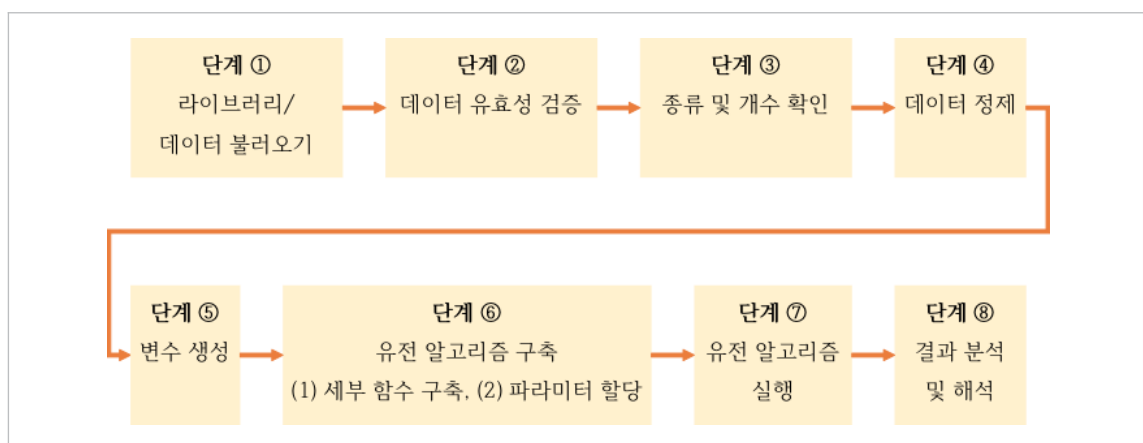 단계 ①
라이브러리/
데이터 불러오기
단계 ②
데이터 유효성 검증
단계 ③
종류 및 개수 확인
단계 ④
데이터 정제
단계 ⑤
변수 생성
단계 ⑥
유전 알고리즘 구축
(1) 세부 함수 구축, (2) 파라미터 할당
단계 ⑦
유전 알고리즘
실행
단계 ⑧
결과 분석
및 해석